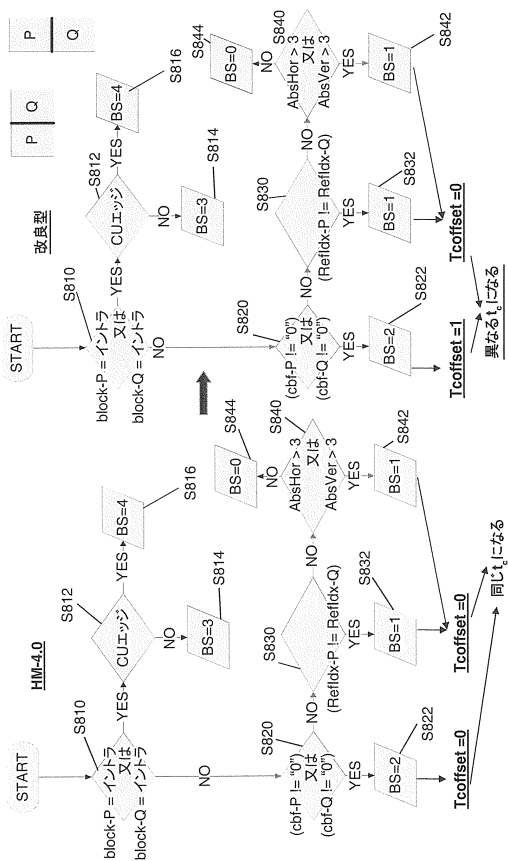 HM-4.0
START
S810
block-P = イントラ
又は
block-Q = イントラ
YES
S812
CUエッジ
YES
S816
BS=4
NO
S814
BS=3
NO
S820
(cbf-P != “0”)
又は
(cbf-Q != “0”)
YES
S822
BS=2
NO
S830
(RefIdx-P != RefIdx-Q)
YES
S832
BS=1
NO
S840
AbsHor > 3
又は
AbsVer > 3
NO
S844
BS=0
YES
S842
BS=1
Tcoffset =0
Tcoffset =0
同じtcになる
改良型
P
Q
P
Q
START
S810
block-P = イントラ
又は
block-Q = イントラ
YES
S812
CUエッジ
YES
S816
BS=4
NO
S814
BS=3
NO
S820
(cbf-P != “0”)
又は
(cbf-Q != “0”)
YES
S822
BS=2
NO
S830
(RefIdx-P != RefIdx-Q)
YES
S832
BS=1
NO
S840
AbsHor > 3
又は
AbsVer > 3
NO
S844
BS=0
YES
S842
BS=1
Tcoffset =1
Tcoffset =0
異なるtcになる